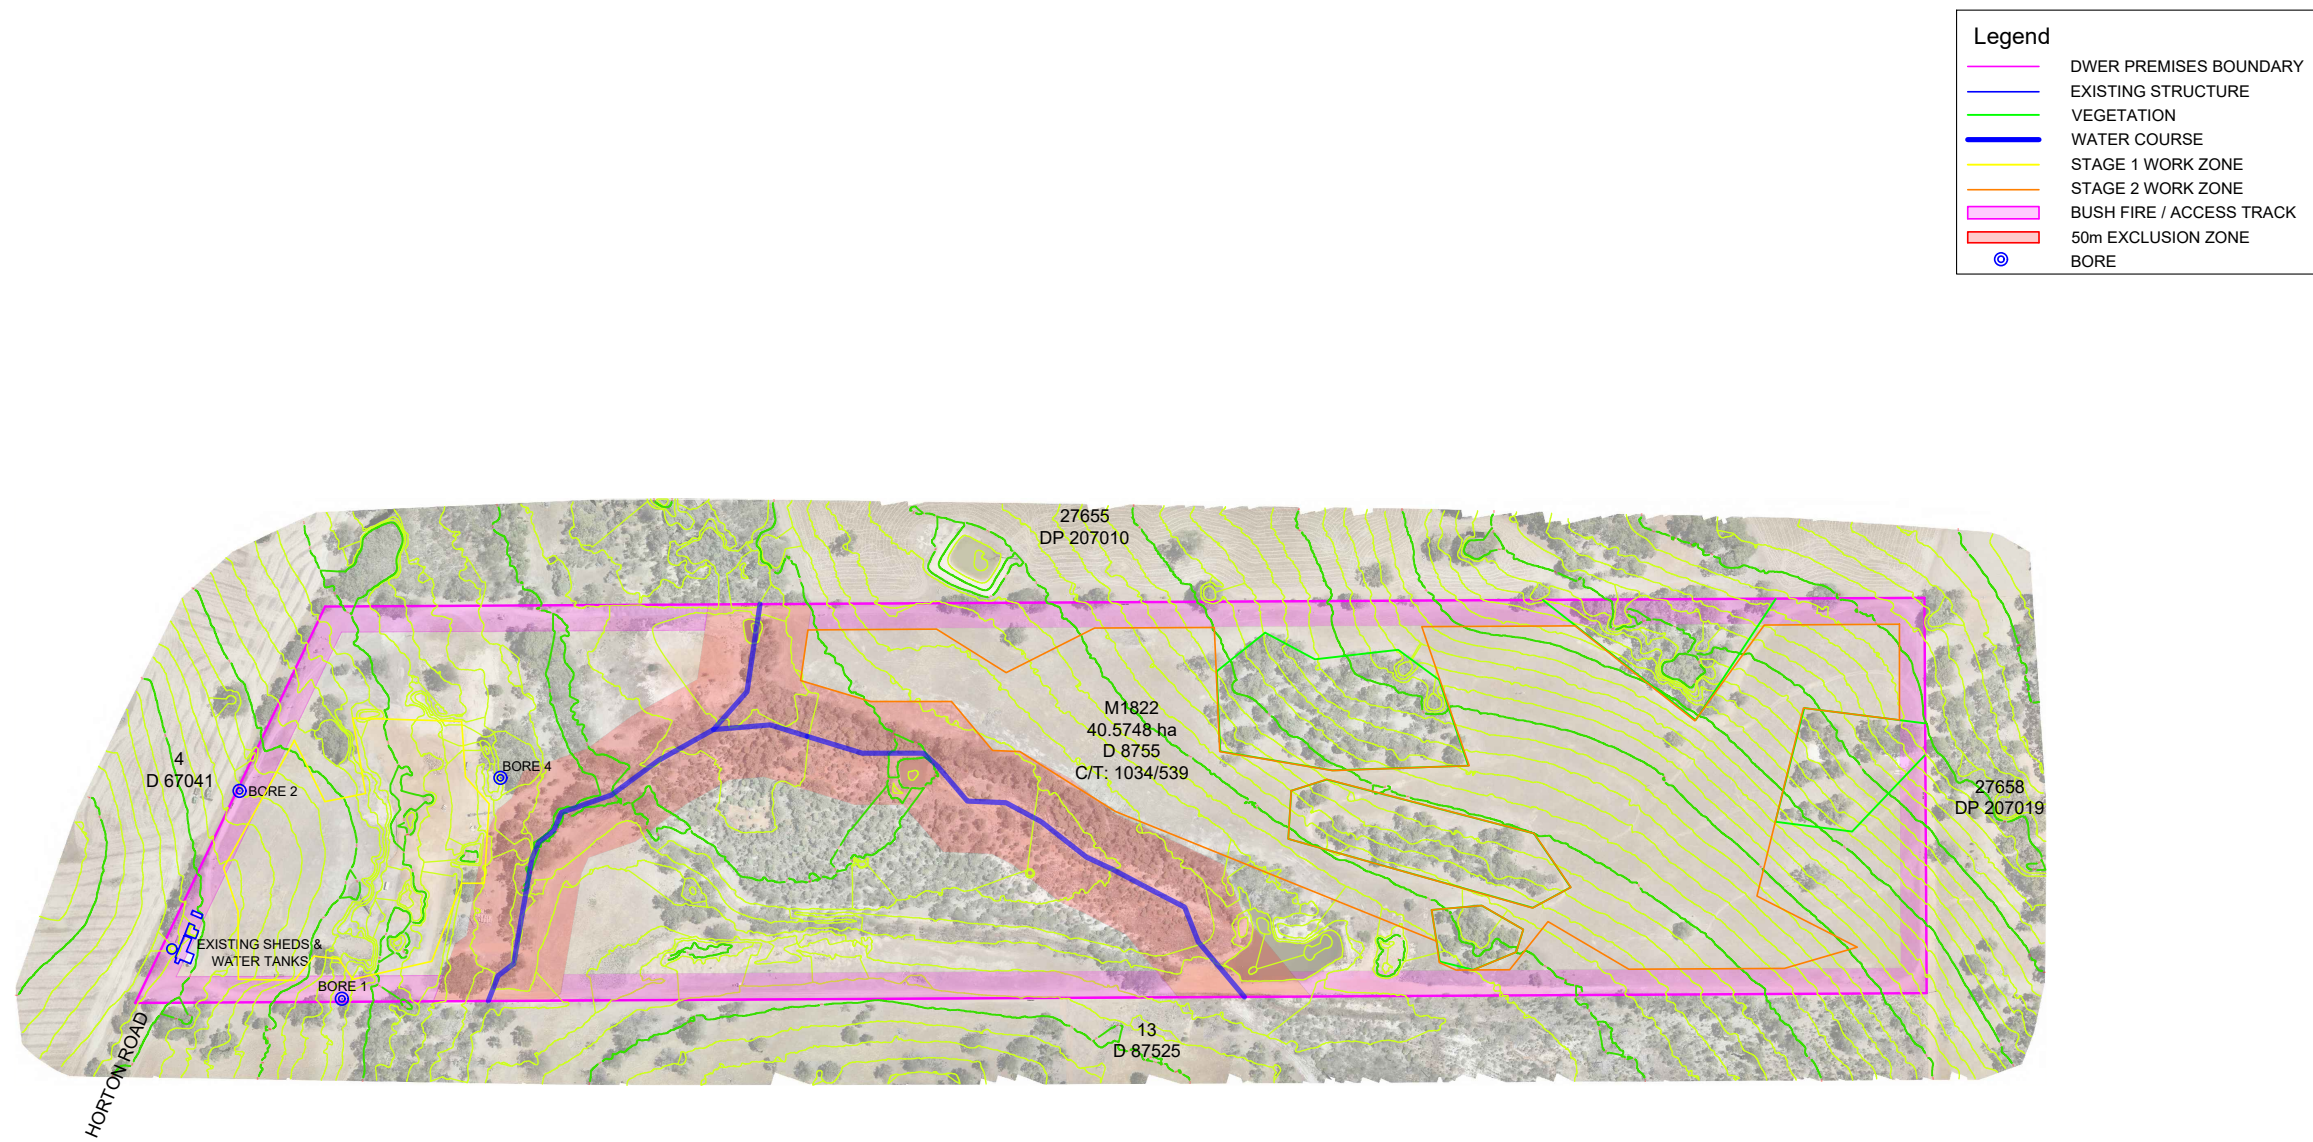 Legend
DWER PREMISES BOUNDARY
EXISTING STRUCTURE
VEGETATION
WATER COURSE
STAGE 1 WORK ZONE
STAGE 2 WORK ZONE
BUSH FIRE / ACCESS TRACK
50m EXCLUSION ZONE
BORE
27655
DP 207010
M1822
40.5748 ha
D 8755
C/T: 1034/539
4
D 67041
BORE 4
BORE 2
27658
DP 207019
EXISTING SHEDS &
WATER TANKS
BORE 1
13
D 87525
HORTON ROAD